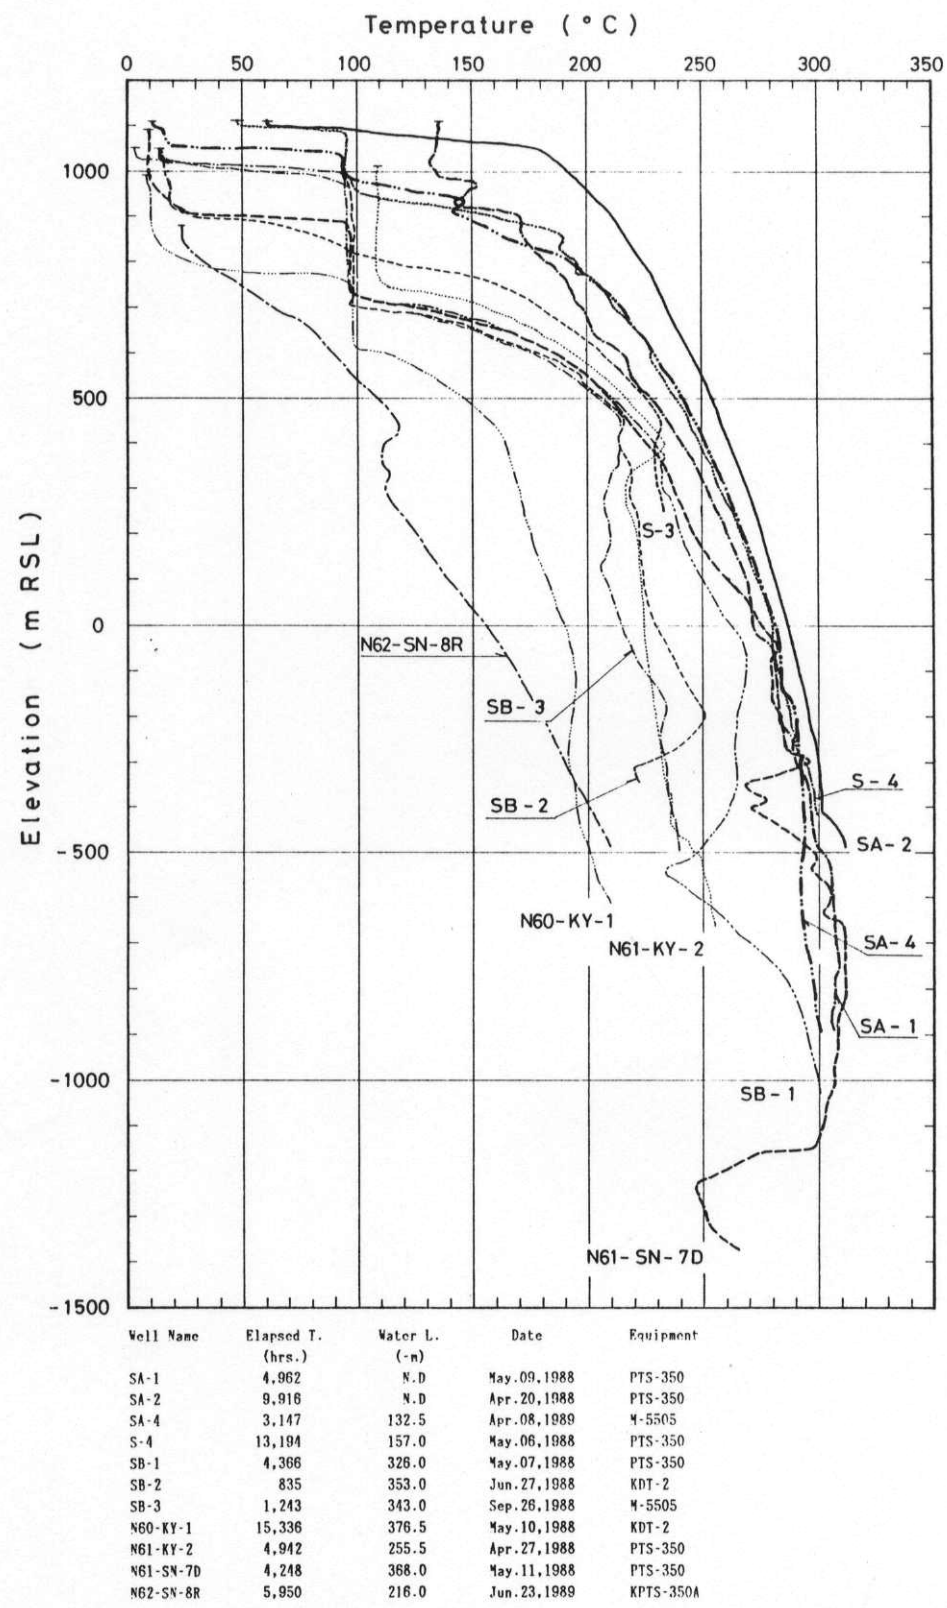 Temperature (°C)
0 50 100 150 200 250 300 350
1000
500
0
-500
-1000
-1500
Elevation (m RSL)
S-3
N62-SN-8R
SB-3
SB-2
S-4
SA-2
N60-KY-1
N61-KY-2
SA-4
SA-1
SB-1
N61-SN-7D
Well Name Elapsed T. Water L. Date Equipment
(hrs.) (-m)
SA-1 4,962 N.D May.09,1988 PTS-350
SA-2 9,916 N.D Apr.20,1988 PTS-350
SA-4 3,147 132.5 Apr.08,1989 M-5505
S-4 13,194 157.0 May.06,1988 PTS-350
SB-1 4,366 326.0 May.07,1988 PTS-350
SB-2 835 353.0 Jun.27,1988 KDT-2
SB-3 1,243 343.0 Sep.26,1988 M-5505
N60-KY-1 15,336 376.5 May.10,1988 KDT-2
N61-KY-2 4,942 255.5 Apr.27,1988 PTS-350
N61-SN-7D 4,248 368.0 May.11,1988 PTS-350
N62-SN-8R 5,950 216.0 Jun.23,1989 KPTS-350A